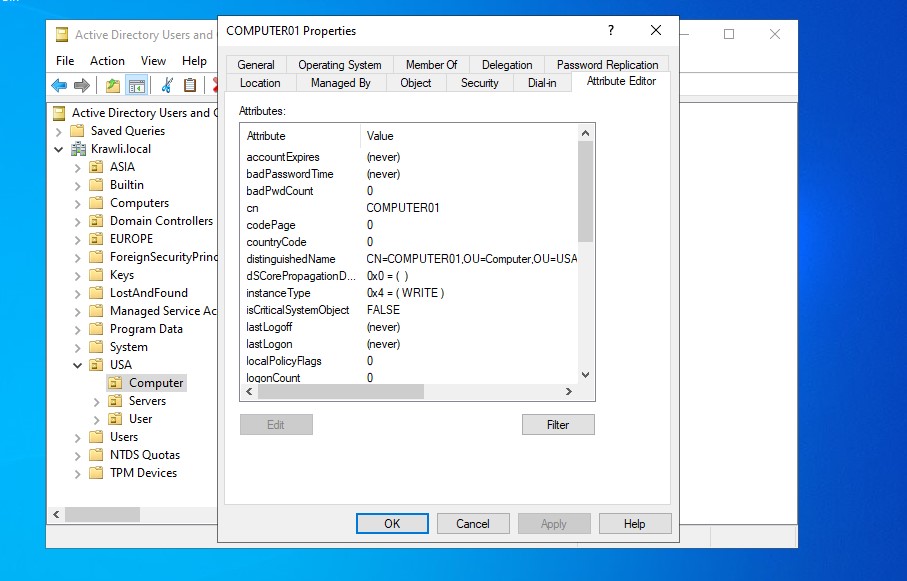 Active Directory Users and
COMPUTER01 Properties
?
File Action View Help
General Operating System Member Of Delegation Password Replication
Location Managed By Object Security Dial-in Attribute Editor
Active Directory Users and
Saved Queries
Krawli.local
ASIA
Builtin
Computers
Domain Controllers
EUROPE
ForeignSecurityPrinc
Keys
LostAndFound
Managed Service Ac
Program Data
System
USA
Computer
Servers
User
Users
NTDS Quotas
TPM Devices
Attributes:
Attribute Value
accountExpires (never)
badPasswordTime (never)
badPwdCount 0
cn COMPUTER01
codePage 0
countryCode 0
distinguishedName CN=COMPUTER01,OU=Computer,OU=USA
dSCorePropagationD... 0x0 = ( )
instanceType 0x4 = ( WRITE )
isCriticalSystemObject FALSE
lastLogoff (never)
lastLogon (never)
localPolicyFlags 0
logonCount 0
Edit Filter
OK Cancel Apply Help